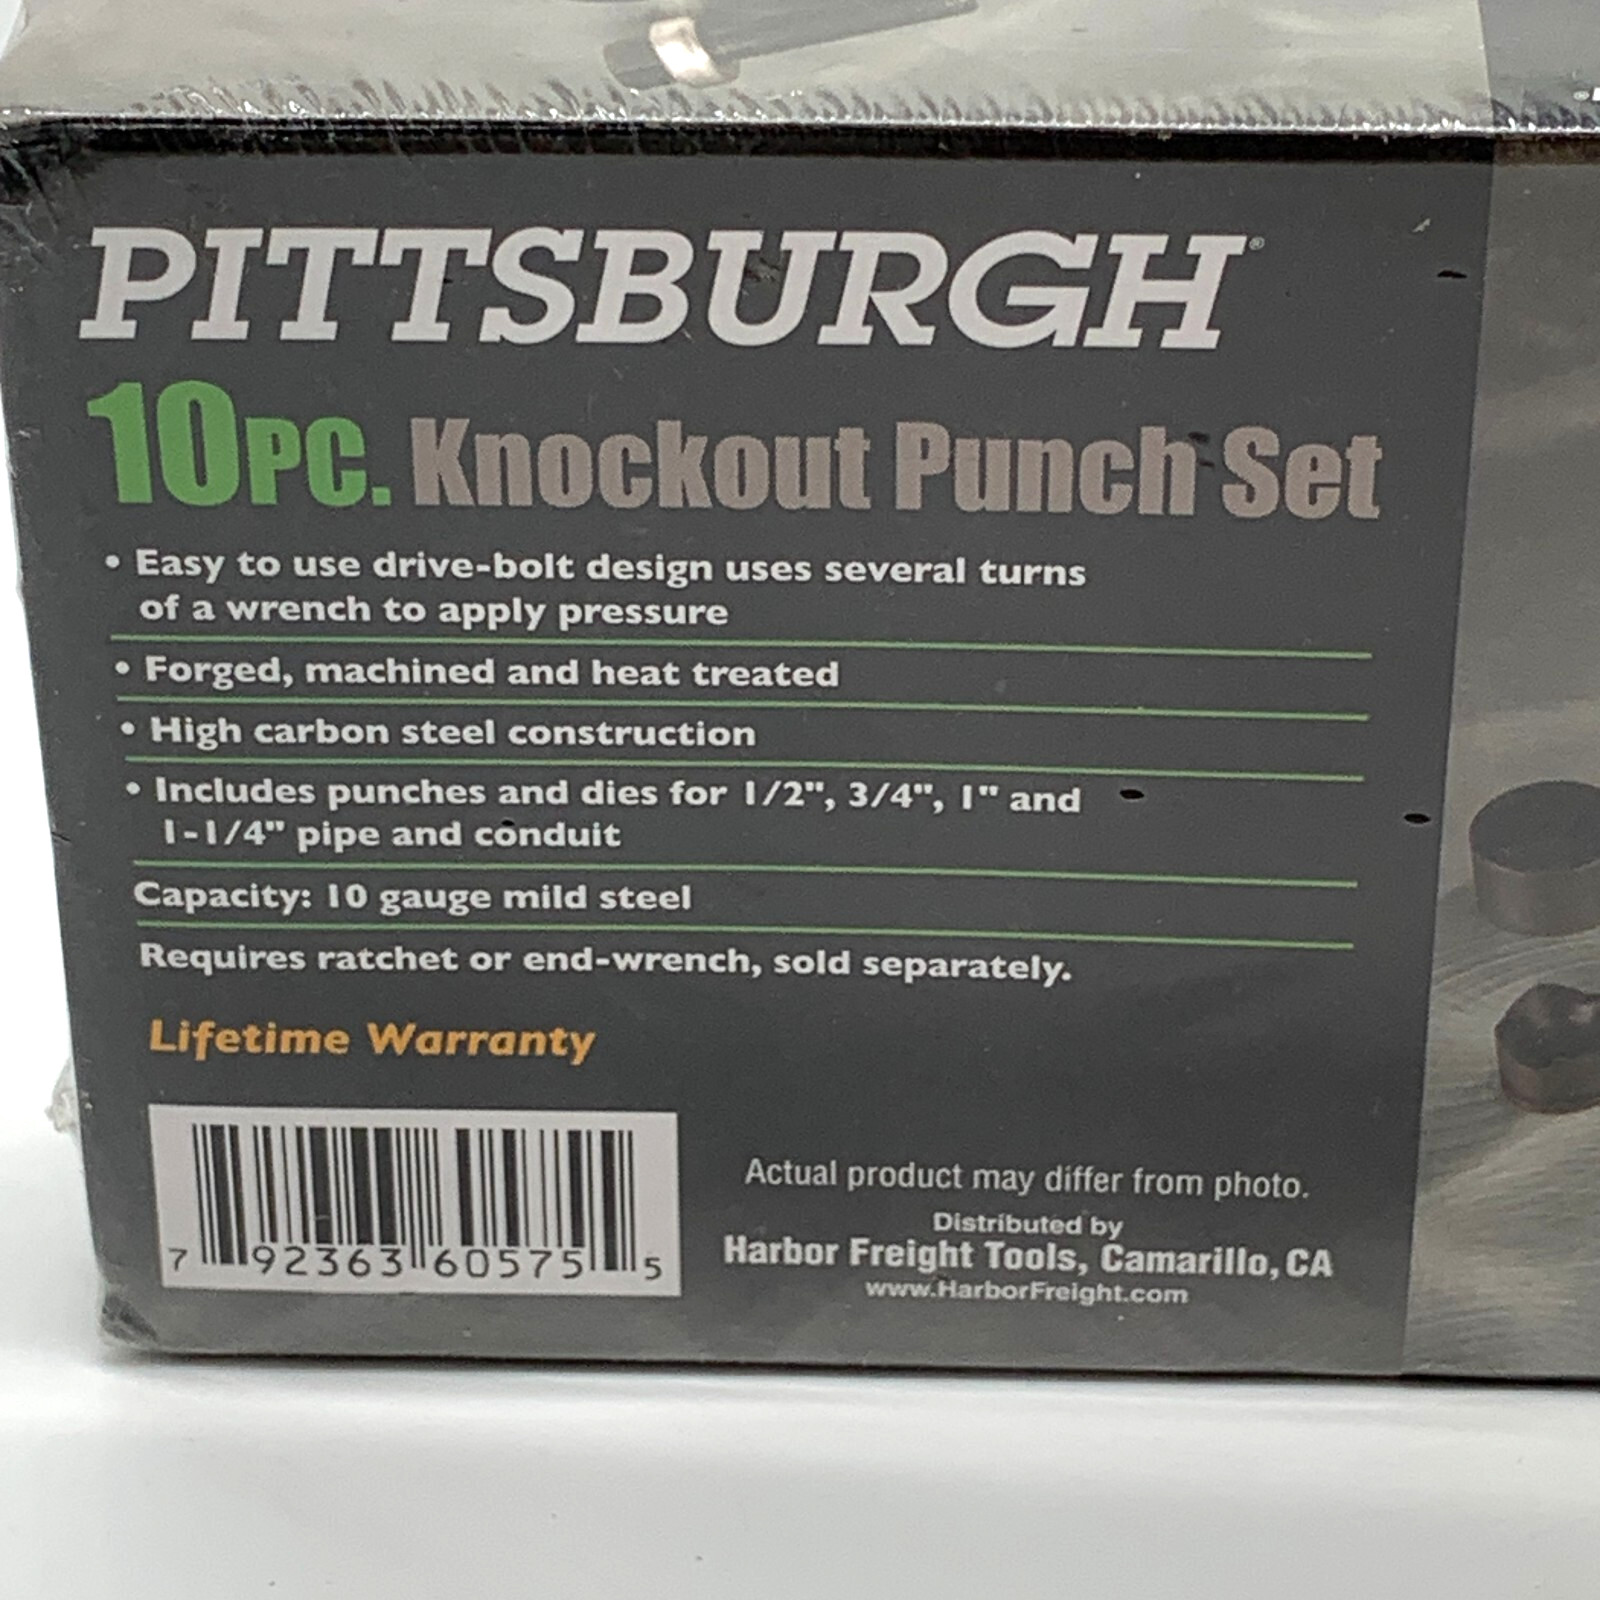 PITTSBURGH®
10PC. Knockout Punch Set
• Easy to use drive-bolt design uses several turns
of a wrench to apply pressure
• Forged, machined and heat treated
• High carbon steel construction
• Includes punches and dies for 1/2", 3/4", 1" and
1-1/4" pipe and conduit
Capacity: 10 gauge mild steel
Requires ratchet or end-wrench, sold separately.
Lifetime Warranty
7 92363 60575 5
Actual product may differ from photo.
Distributed by
Harbor Freight Tools, Camarillo, CA
www.HarborFreight.com